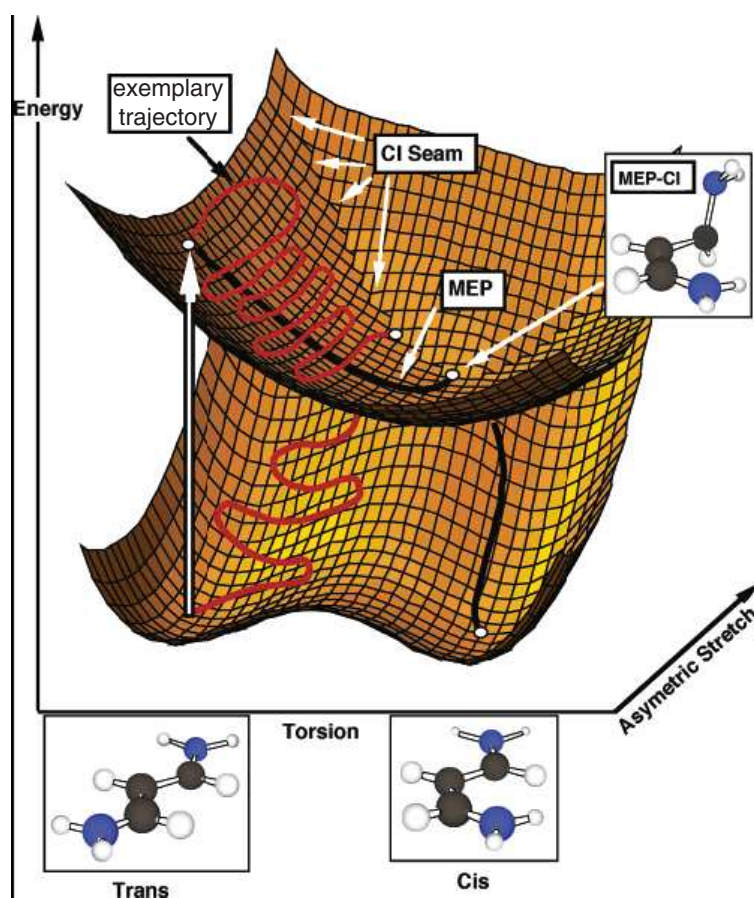 exemplary
trajectory
Energy
CI Seam
MEP-CI
MEP
Asymetric Stretch
Torsion
Trans
Cis